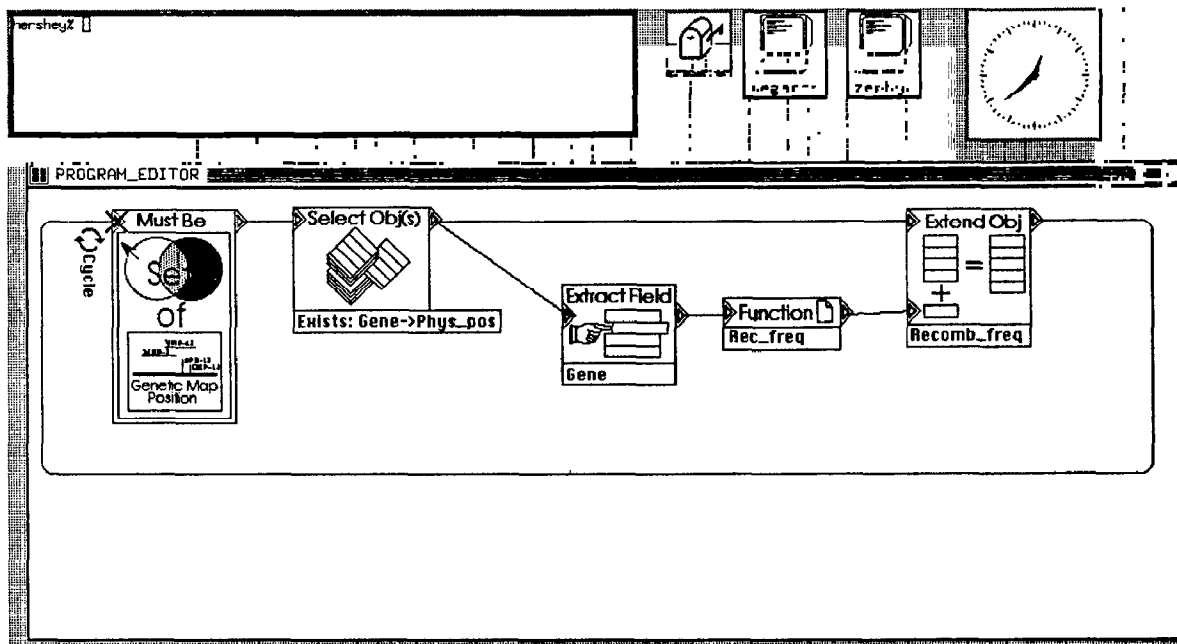 hershey%
PROGRAM_EDITOR
Cycle
Must Be
Set
Of
Genetic Map
Position
Select Obj(s)
Exists: Gene->Phys_pos
Extract Field
Gene
Function
Rec_freq
Extend Obj
=
+
Recomb_freq